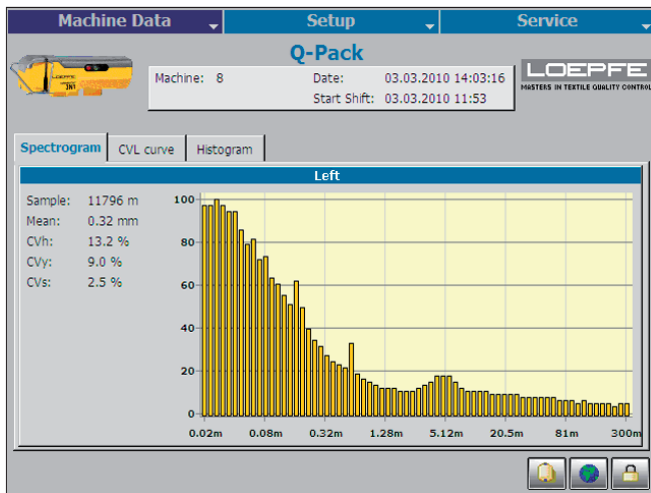 Machine Data Setup Service
Q-Pack
LOEPFE
Machine: 8 Date: 03.03.2010 14:03:16
Start Shift: 03.03.2010 11:53
LOEPFE
MASTERS IN TEXTILE QUALITY CONTROL
Spectrogram CVL curve Histogram
Left
Sample: 11796 m
Mean: 0.32 mm
CVh: 13.2 %
CVy: 9.0 %
CVs: 2.5 %
100
80
60
40
20
0
0.02m 0.08m 0.32m 1.28m 5.12m 20.5m 81m 300m